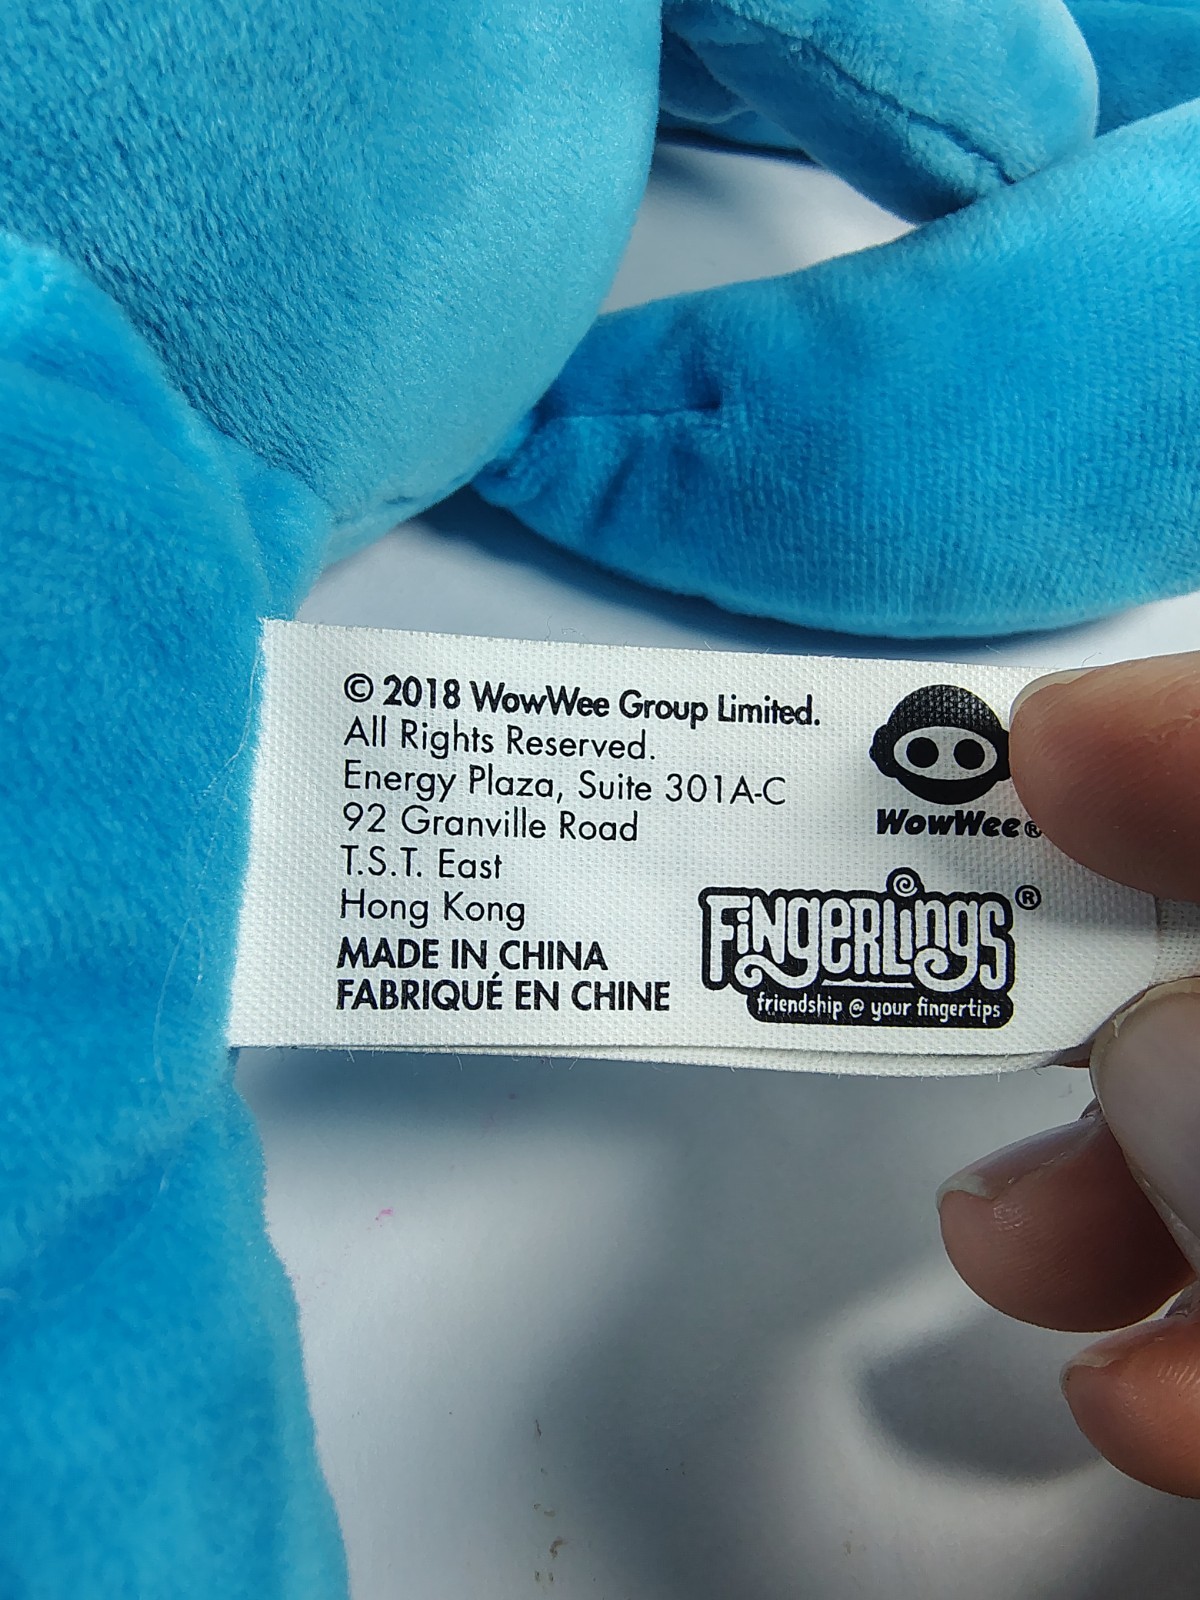 © 2018 WowWee Group Limited.
All Rights Reserved.
Energy Plaza, Suite 301A-C
92 Granville Road
T.S.T. East
Hong Kong
MADE IN CHINA
FABRIQUÉ EN CHINE
WowWee®
Fingerlings®
friendship @ your fingertips